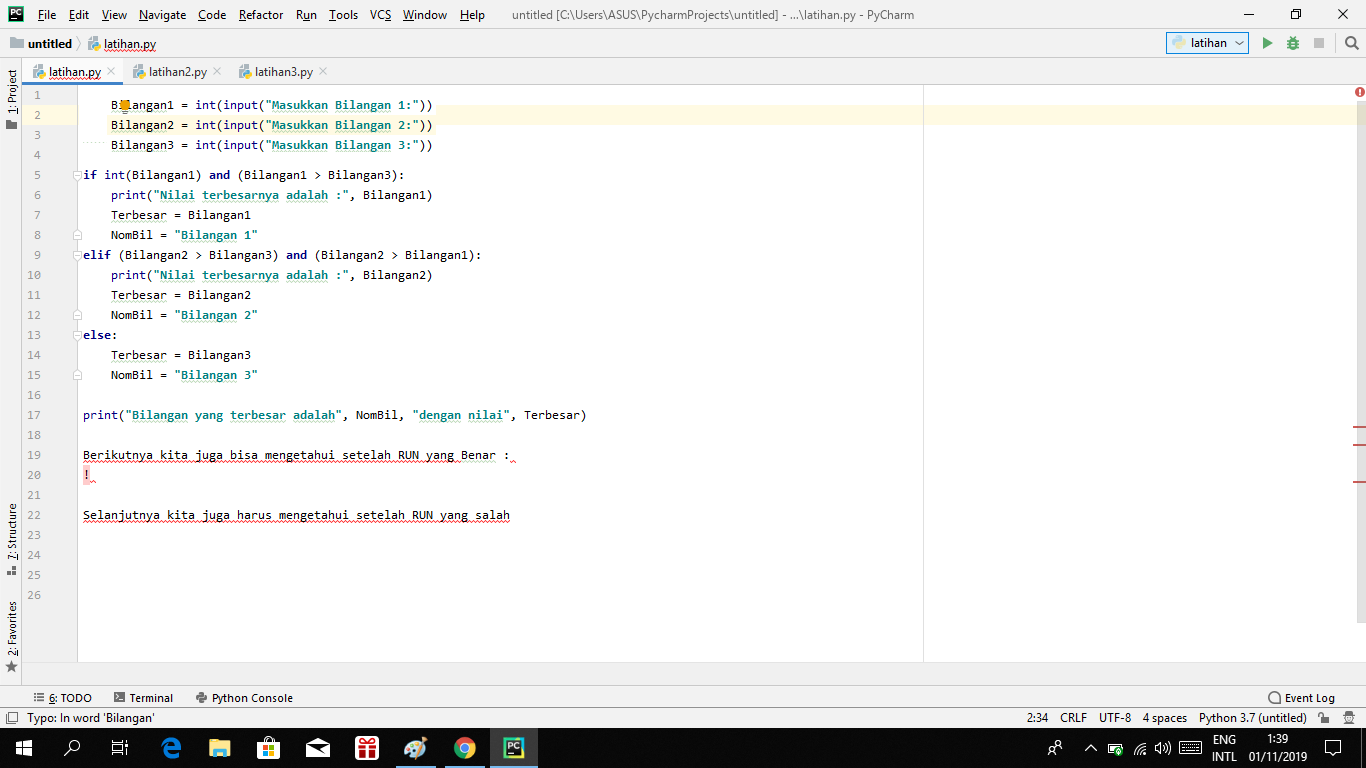 File Edit View Navigate Code Refactor Run Tools VCS Window Help untitled [C:\Users\ASUS\PycharmProjects\untitled] - ...\latihan.py - PyCharm
untitled latihan.py latihan
latihan.py latihan2.py latihan3.py
1: Project
1
Bilangan1 = int(input("Masukkan Bilangan 1:"))
2 Bilangan2 = int(input("Masukkan Bilangan 2:"))
3 Bilangan3 = int(input("Masukkan Bilangan 3:"))
4
5 if int(Bilangan1) and (Bilangan1 > Bilangan3):
6 print("Nilai terbesarnya adalah :", Bilangan1)
7 Terbesar = Bilangan1
8 NomBil = "Bilangan 1"
9 elif (Bilangan2 > Bilangan3) and (Bilangan2 > Bilangan1):
10 print("Nilai terbesarnya adalah :", Bilangan2)
11 Terbesar = Bilangan2
12 NomBil = "Bilangan 2"
13 else:
14 Terbesar = Bilangan3
15 NomBil = "Bilangan 3"
16
17 print("Bilangan yang terbesar adalah", NomBil, "dengan nilai", Terbesar)
18
19 Berikutnya kita juga bisa mengetahui setelah RUN yang Benar :
20 !
21
22 Selanjutnya kita juga harus mengetahui setelah RUN yang salah
23
24
25
26
7: Structure
2: Favorites
6: TODO Terminal Python Console Event Log
Typo: In word 'Bilangan' 2:34 CRLF UTF-8 4 spaces Python 3.7 (untitled)
ENG 1:39
INTL 01/11/2019